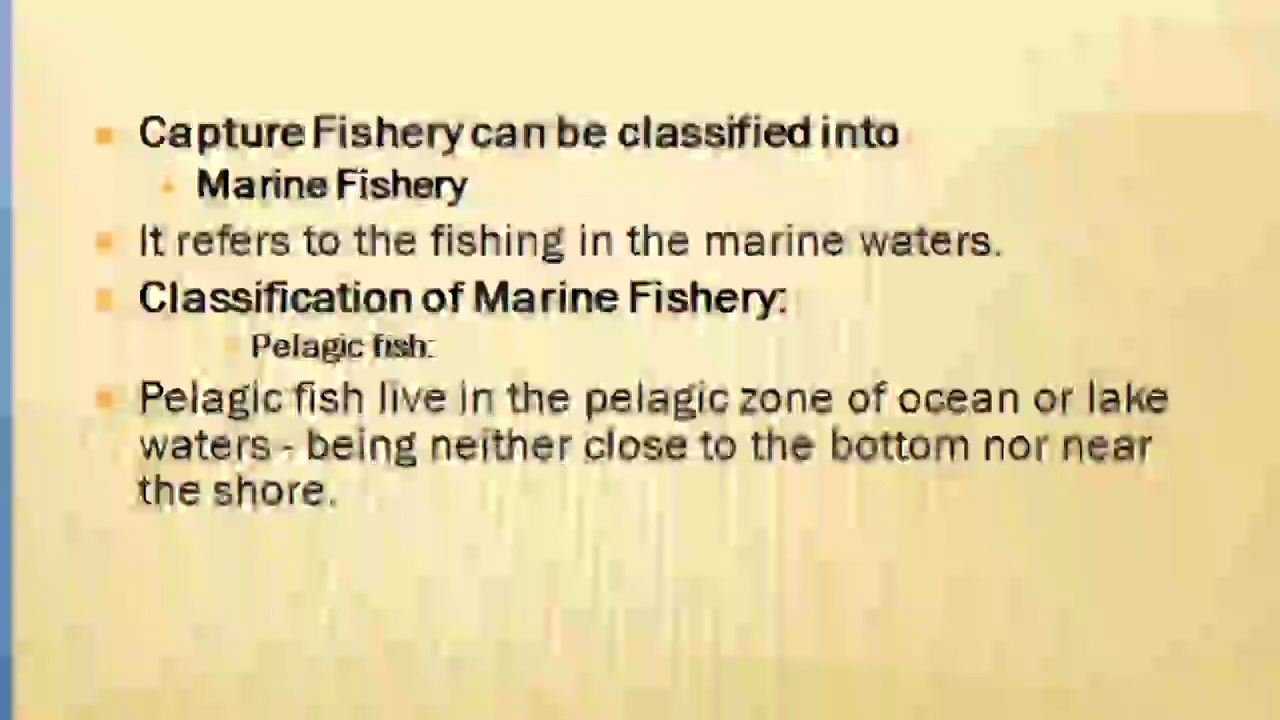 Capture Fishery can be classified into
Marine Fishery
It refers to the fishing in the marine waters.
Classification of Marine Fishery:
Pelagic fish:
Pelagic fish live in the pelagic zone of ocean or lake
waters - being neither close to the bottom nor near
the shore.